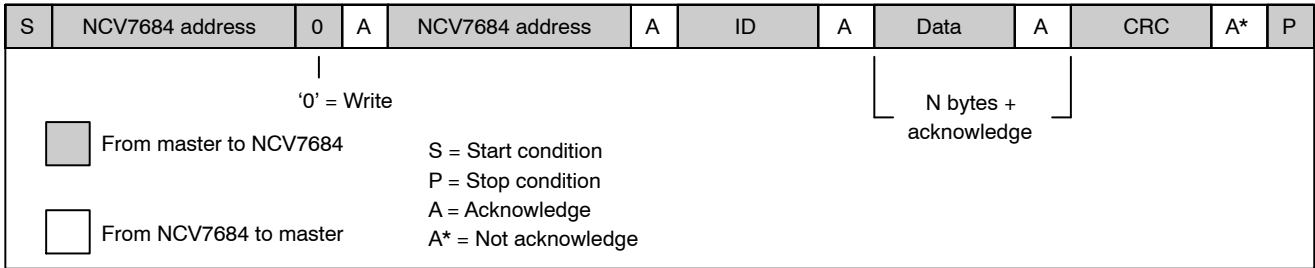 S NCV7684 address 0 A NCV7684 address A ID A Data A CRC A* P
‘0’ = Write
N bytes +
acknowledge
From master to NCV7684
From NCV7684 to master
S = Start condition
P = Stop condition
A = Acknowledge
A* = Not acknowledge